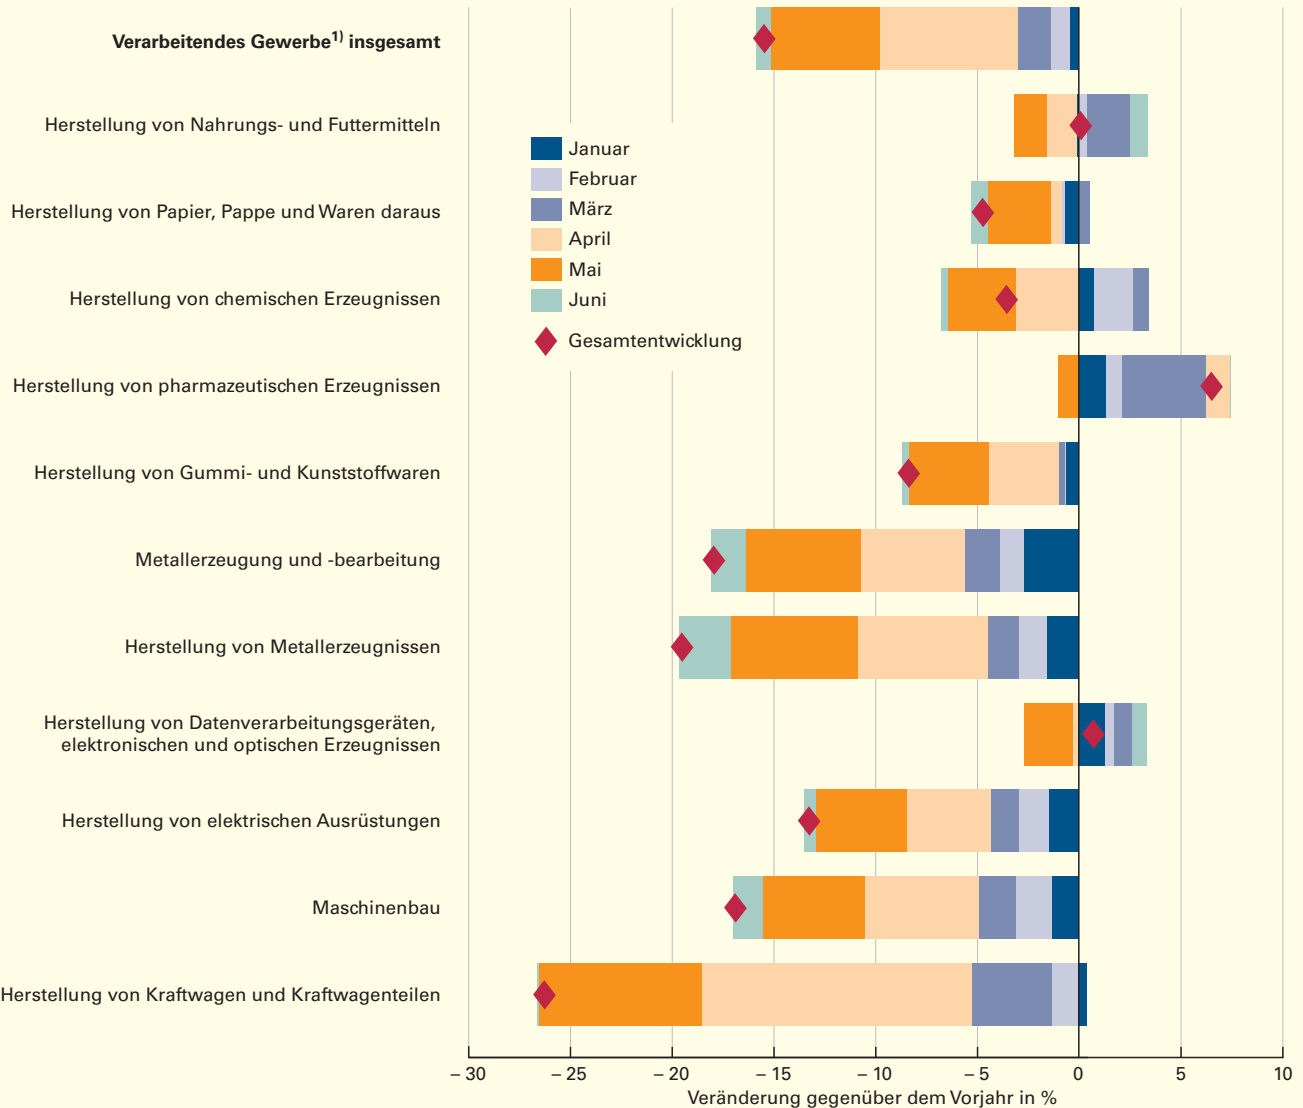 Verarbeitendes Gewerbe1) insgesamt
Herstellung von Nahrungs- und Futtermitteln
Herstellung von Papier, Pappe und Waren daraus
Herstellung von chemischen Erzeugnissen
Herstellung von pharmazeutischen Erzeugnissen
Herstellung von Gummi- und Kunststoffwaren
Metallerzeugung und -bearbeitung
Herstellung von Metallerzeugnissen
Herstellung von Datenverarbeitungsgeräten,
elektronischen und optischen Erzeugnissen
Herstellung von elektrischen Ausrüstungen
Maschinenbau
Herstellung von Kraftwagen und Kraftwagenteilen
Januar
Februar
März
April
Mai
Juni
Gesamtentwicklung
– 30 – 25 – 20 – 15 – 10 – 5 0 5 10
Veränderung gegenüber dem Vorjahr in %